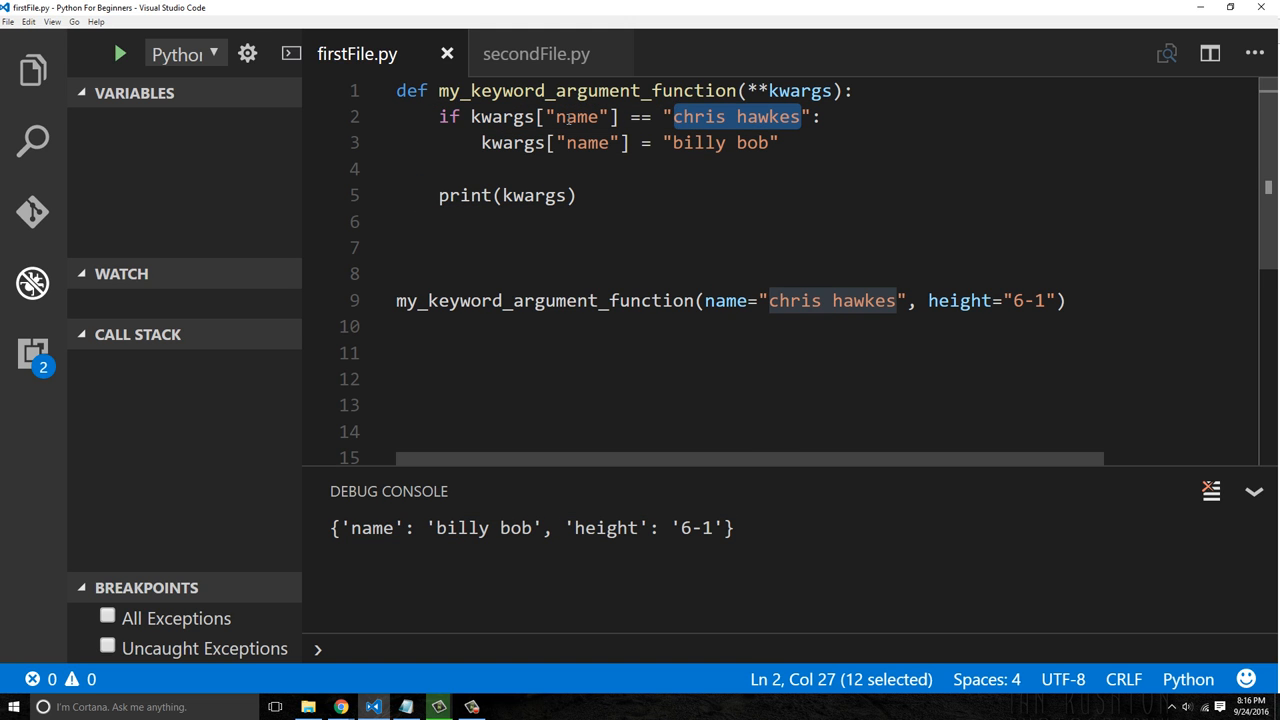 firstFile.py - Python For Beginners - Visual Studio Code
File Edit View Go Help
Pythor
firstFile.py
secondFile.py
VARIABLES
WATCH
CALL STACK
2
BREAKPOINTS
All Exceptions
Uncaught Exceptions
1 def my_keyword_argument_function(**kwargs):
2 if kwargs["name"] == "chris hawkes":
3 kwargs["name"] = "billy bob"
4
5 print(kwargs)
6
7
8
9 my_keyword_argument_function(name="chris hawkes", height="6-1")
10
11
12
13
14
15
DEBUG CONSOLE
{'name': 'billy bob', 'height': '6-1'}
0 0
Ln 2, Col 27 (12 selected) Spaces: 4 UTF-8 CRLF Python
I'm Cortana. Ask me anything.
8:16 PM
9/24/2016